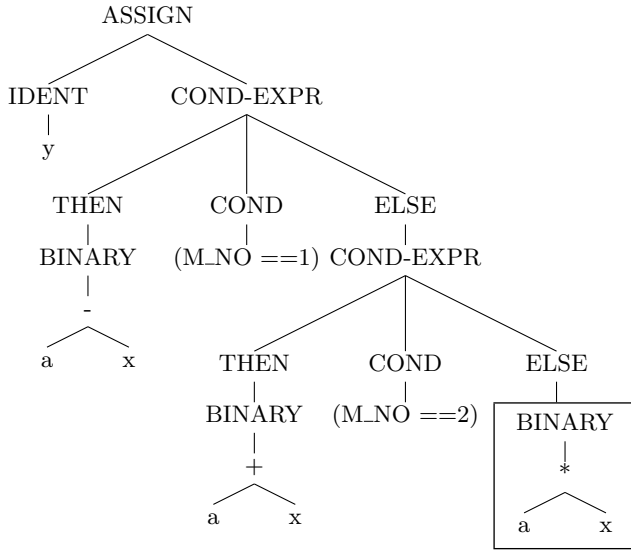 ASSIGN
IDENT COND-EXPR
y
THEN COND ELSE
BINARY (M_NO ==1) COND-EXPR
-
a x THEN COND ELSE
BINARY (M_NO ==2) BINARY
+ *
a x a x